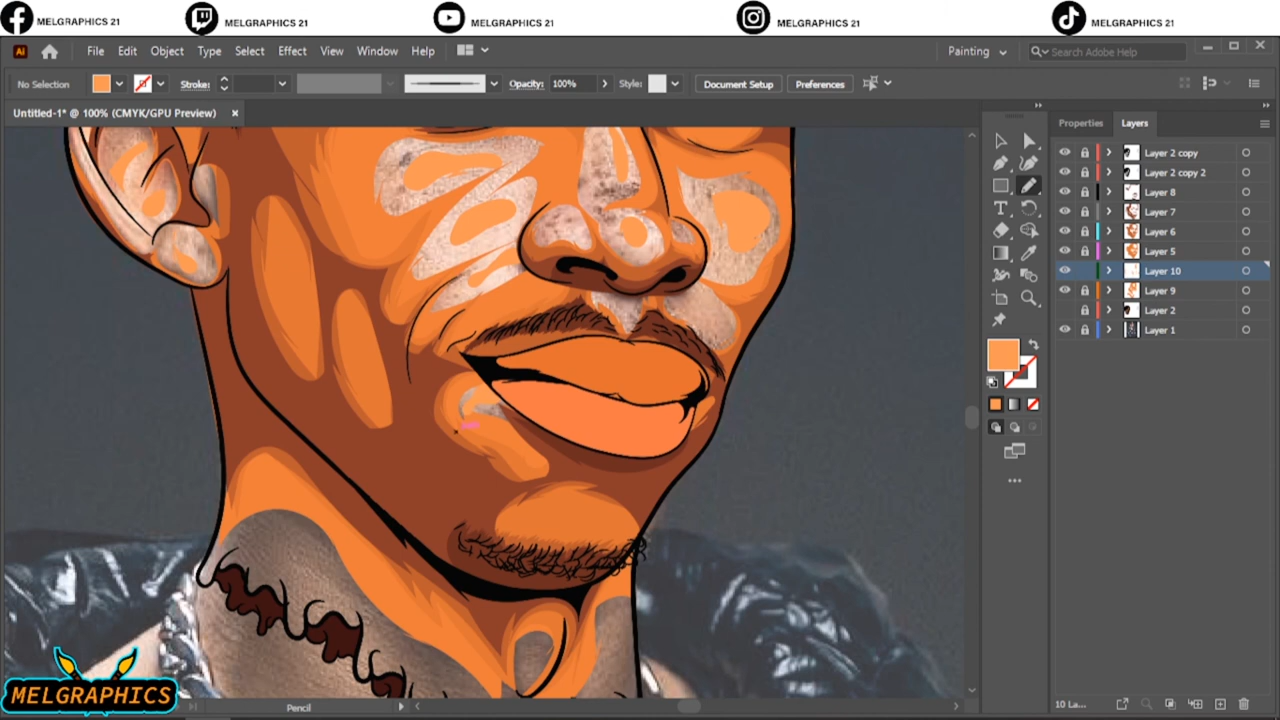 MELGRAPHICS 21
MELGRAPHICS 21
MELGRAPHICS 21
MELGRAPHICS 21
MELGRAPHICS 21
Ai File Edit Object Type Select Effect View Window Help Painting Search Adobe Help
No Selection Stroke: Opacity: 100% Style: Document Setup Preferences
Titled-1* @ 100% (CMYK/GPU Preview)
Properties Layers
Layer 2 copy
Layer 2 copy 2
Layer 8
Layer 7
Layer 6
Layer 5
Layer 10
Layer 9
Layer 2
Layer 1
MELGRAPHICS
Pencil
10 La...